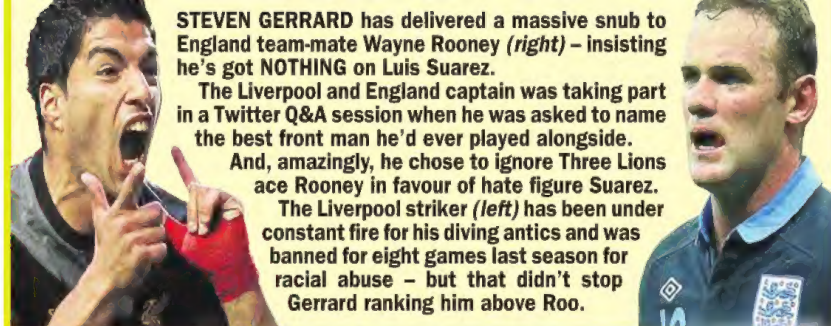 STEVEN GERRARD has delivered a massive snub to
England team-mate Wayne Rooney (right) – insisting
he's got NOTHING on Luis Suarez.
The Liverpool and England captain was taking part
in a Twitter Q&A session when he was asked to name
the best front man he'd ever played alongside.
And, amazingly, he chose to ignore Three Lions
ace Rooney in favour of hate figure Suarez.
The Liverpool striker (left) has been under
constant fire for his diving antics and was
banned for eight games last season for
racial abuse – but that didn't stop
Gerrard ranking him above Roo.